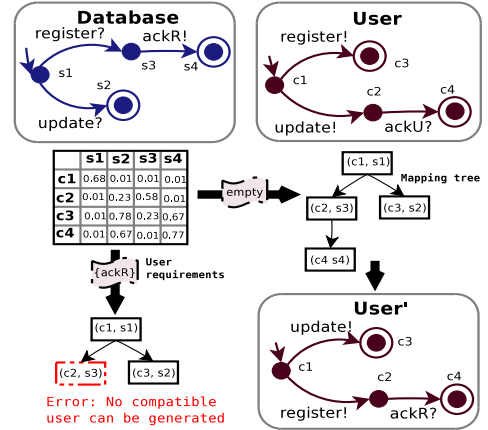 Database
register?
ackR!
s1
s3
s4
s2
update?
User
register!
c3
c1
c2
c4
update!
ackU?
s1 s2 s3 s4
c1 0.68 0.01 0.01 0.01
c2 0.01 0.23 0.58 0.01
c3 0.01 0.78 0.23 0,67
c4 0.01 0.67 0.01 0.77
empty
(c1, s1)
Mapping tree
(c2, s3) (c3, s2)
(c4 s4)
{ackR}
User
requirements
(c1, s1)
(c2, s3) (c3, s2)
Error: No compatible
user can be generated
User'
update!
c3
c1
c2
c4
register!
ackR?